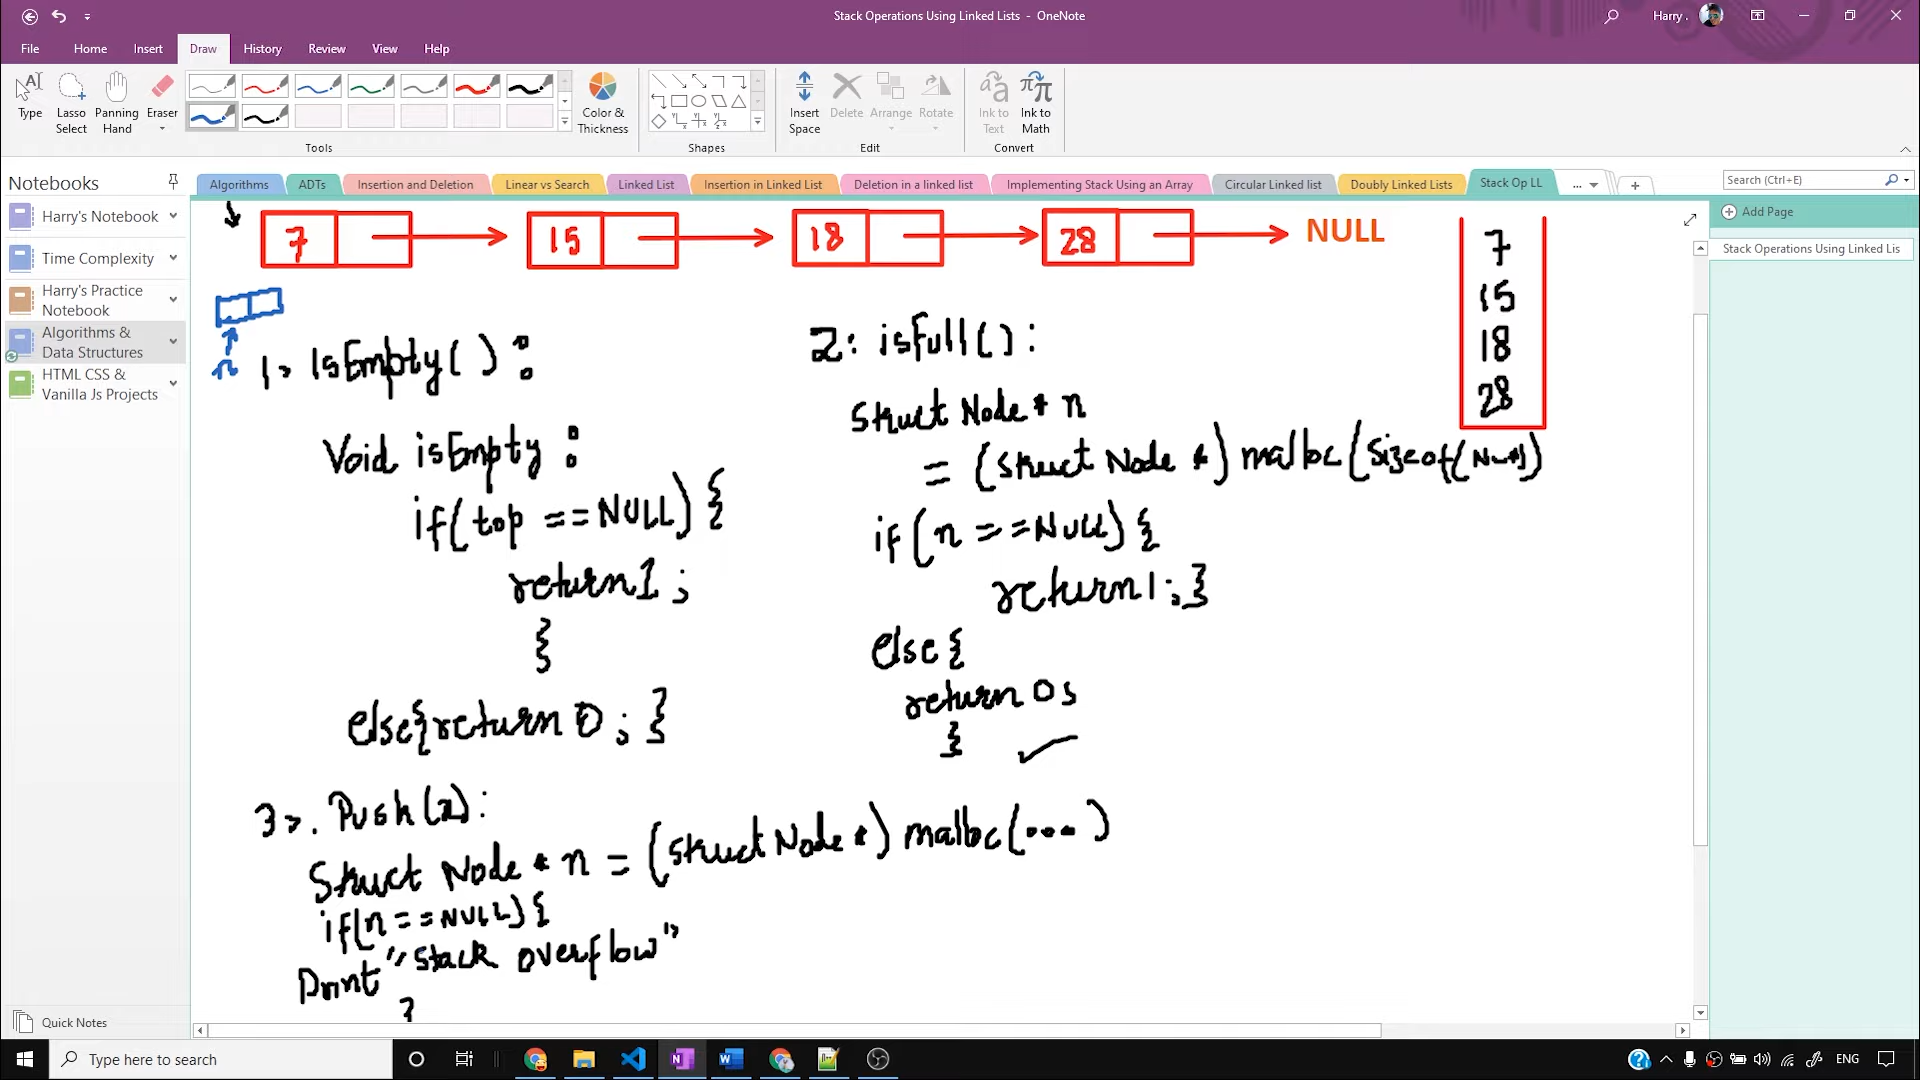 Stack Operations Using Linked Lists - OneNote
Harry .
File Home Insert Draw History Review View Help
Type
Lasso Select
Panning Hand
Eraser
Color & Thickness
Insert Space
Delete
Arrange
Rotate
Ink to Text
Ink to Math
Tools Shapes Edit Convert
Notebooks
Algorithms ADTs Insertion and Deletion Linear vs Search Linked List Insertion in Linked List Deletion in a linked list Implementing Stack Using an Array Circular Linked list Doubly Linked Lists Stack Op LL ...
Search (Ctrl+E)
Add Page
Stack Operations Using Linked Lis
Harry's Notebook
Time Complexity
Harry's Practice
Notebook
Algorithms &
Data Structures
HTML CSS &
Vanilla Js Projects
Quick Notes
7 15 18 28 NULL
7
15
18
28
n
1> IsEmpty() :
Void isEmpty :
if(top ==NULL) {
return1 ;
}
else{return 0 ; }
2: isFull() :
Struct Node * n
= (Struct Node *) malloc(Sizeof(
if(n ==NULL) {
return1 ; }
else {
return 0 ;
}
3>. Push(x) :
Struct Node * n = (Struct Node *) malloc(....)
if(n ==NULL) {
Print "Stack overflow"
}
Type here to search
ENG